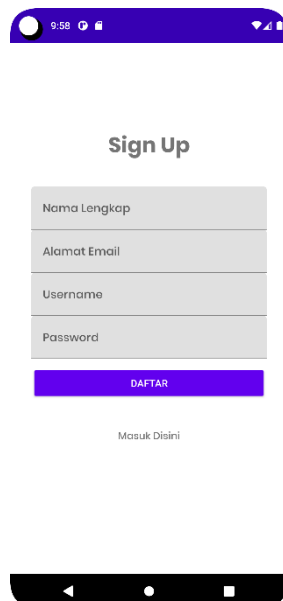 9:58
Sign Up
Nama Lengkap
Alamat Email
Username
Password
DAFTAR
Masuk Disini